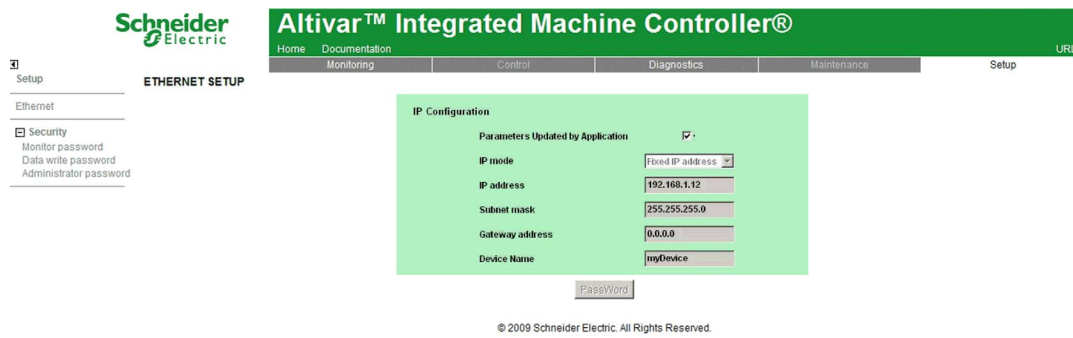 Schneider
Electric
Altivar™ Integrated Machine Controller®
Home Documentation
URL
Monitoring Control Diagnostics Maintenance Setup
Setup
ETHERNET SETUP
Ethernet
Security
Monitor password
Data write password
Administrator password
IP Configuration
Parameters Updated by Application
IP mode Fixed IP address
IP address 192.168.1.12
Subnet mask 255.255.255.0
Gateway address 0.0.0.0
Device Name myDevice
PassWord
© 2009 Schneider Electric. All Rights Reserved.